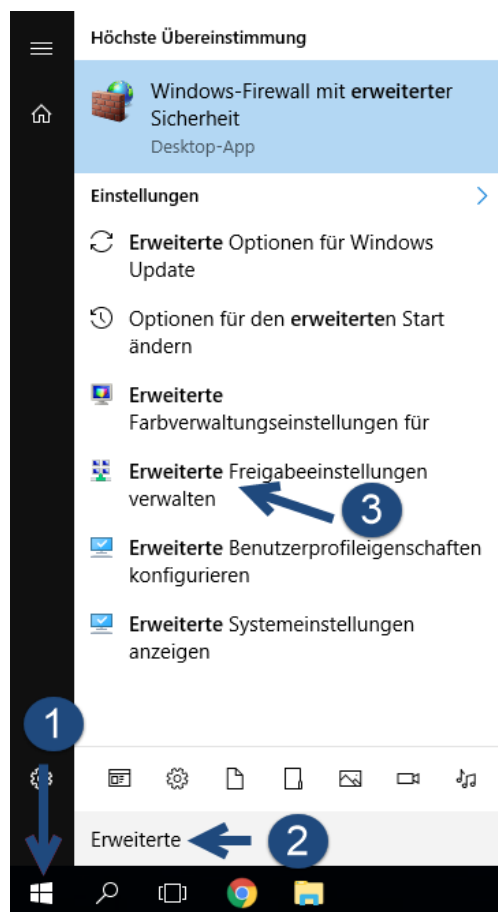 Höchste Übereinstimmung
Windows-Firewall mit erweiterter
Sicherheit
Desktop-App
Einstellungen
Erweiterte Optionen für Windows
Update
Optionen für den erweiterten Start
ändern
Erweiterte
Farbverwaltungseinstellungen für
Erweiterte Freigabeeinstellungen
verwalten
3
Erweiterte Benutzerprofileigenschaften
konfigurieren
Erweiterte Systemeinstellungen
anzeigen
1
Erweiterte
2